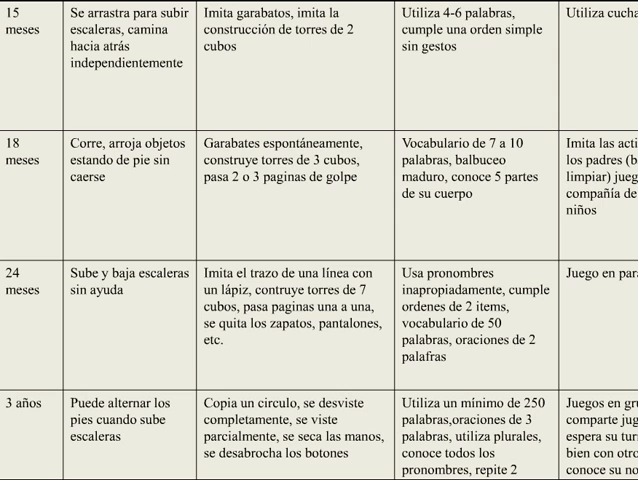 15
meses
Se arrastra para subir
escaleras, camina
hacia atrás
independientemente
Imita garabatos, imita la
construcción de torres de 2
cubos
Utiliza 4-6 palabras,
cumple una orden simple
sin gestos
Utiliza
18
meses
Corre, arroja objetos
estando de pie sin
caerse
Garabates espontáneamente,
construye torres de 3 cubos,
pasa 2 o 3 paginas de golpe
Vocabulario de 7 a 10
palabras, balbuceo
maduro, conoce 5 partes
de su cuerpo
Imita las
los padres
limpiar)
compañía de
niños
24
meses
Sube y baja escaleras
sin ayuda
Imita el trazo de una línea con
un lápiz, contruye torres de 7
cubos, pasa paginas una a una,
se quita los zapatos, pantalones,
etc.
Usa pronombres
inapropiadamente, cumple
ordenes de 2 items,
vocabulario de 50
palabras, oraciones de 2
palafras
Juego en
3 años
Puede alternar los
pies cuando sube
escaleras
Copia un circulo, se desviste
completamente, se viste
parcialmente, se seca las manos,
se desabrocha los botones
Utiliza un mínimo de 250
palabras,oraciones de 3
palabras, utiliza plurales,
conoce todos los
pronombres, repite 2
Juegos en
comparte
espera su
bien con
conoce su